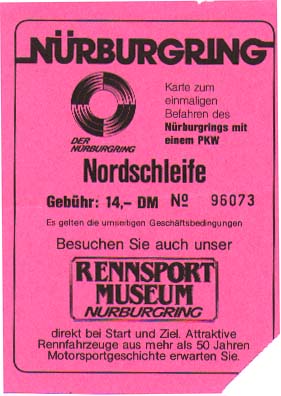 NÜRBURGRING
Karte zum
einmaligen
Befahren des
Nürburgrings mit
einem PKW
DER
NÜRBURGRING
Nordschleife
Gebühr: 14,– DM Nº 96073
Es gelten die umseitigen Geschäftsbedingungen
Besuchen Sie auch unser
RENNSPORT
MUSEUM
NÜRBURGRING
direkt bei Start und Ziel. Attraktive
Rennfahrzeuge aus mehr als 50 Jahren
Motorsportgeschichte erwarten Sie.